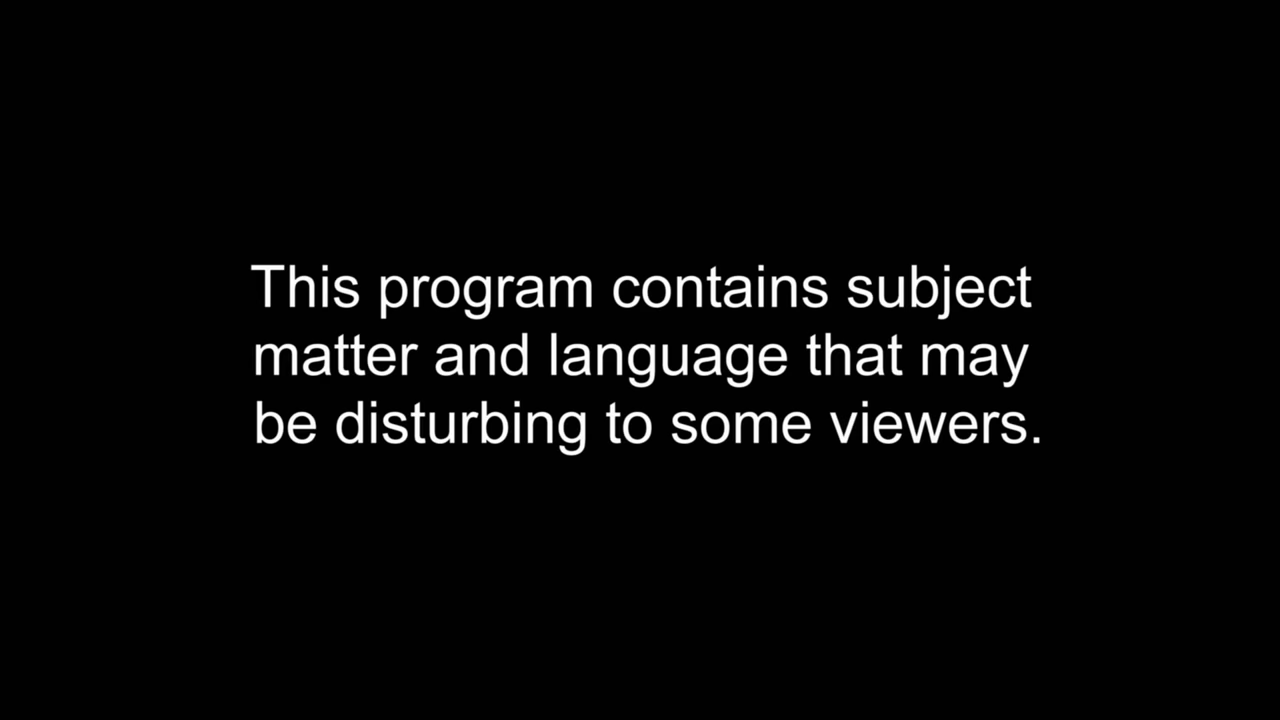 This program contains subject
matter and language that may
be disturbing to some viewers.